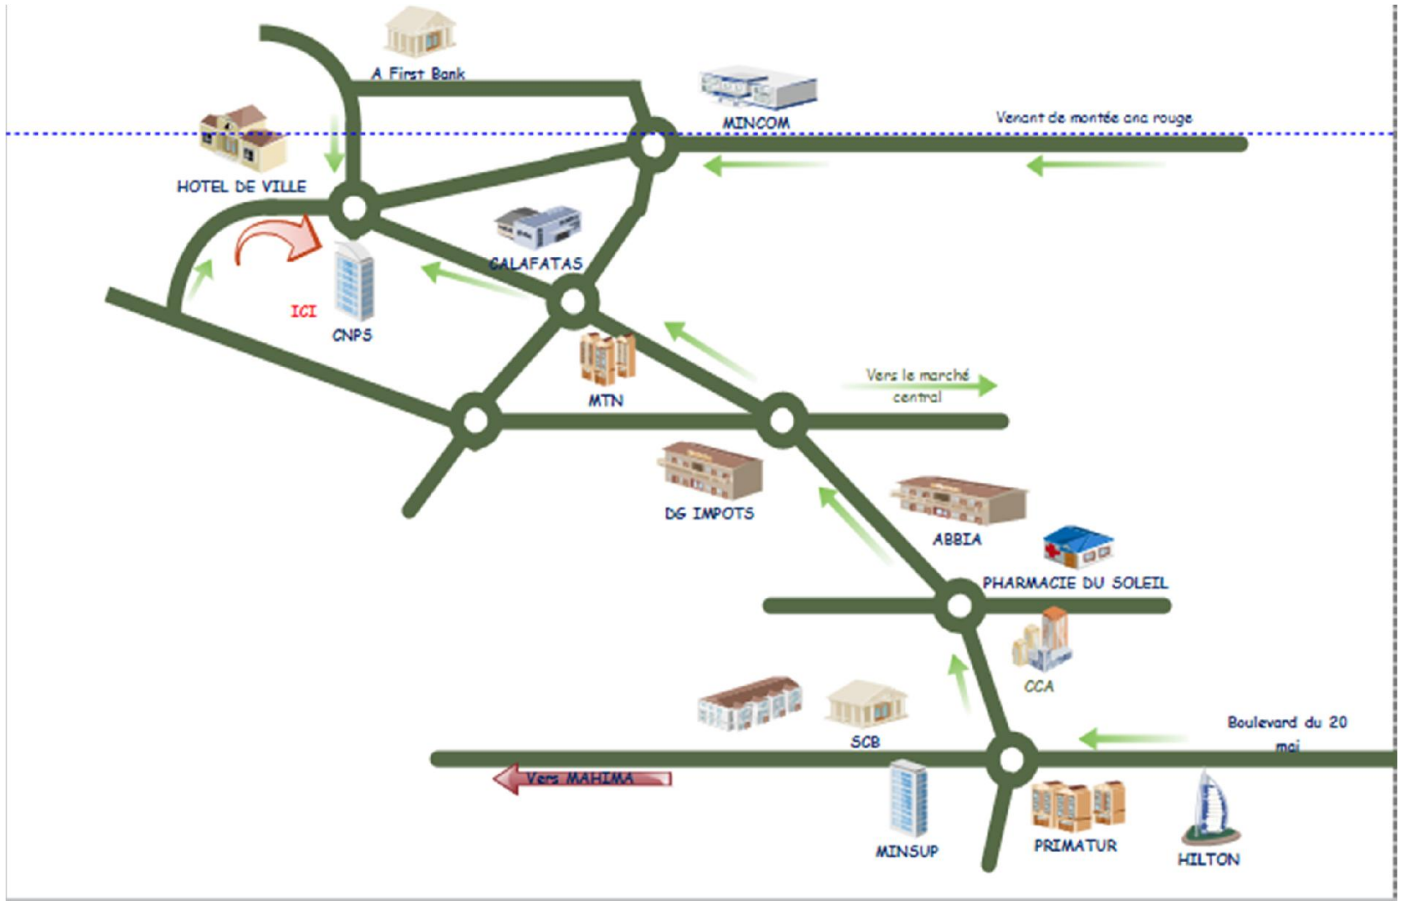 A First Bank
MINCOM
Venant de montée ana rouge
HOTEL DE VILLE
CALAFATAS
ICI
CNPS
Vers le marché
central
MTN
DG IMPOTS
ABBIA
PHARMACIE DU SOLEIL
CCA
Boulevard du 20
mai
SCB
Vers MAHIMA
MINSUP
PRIMATUR
HILTON